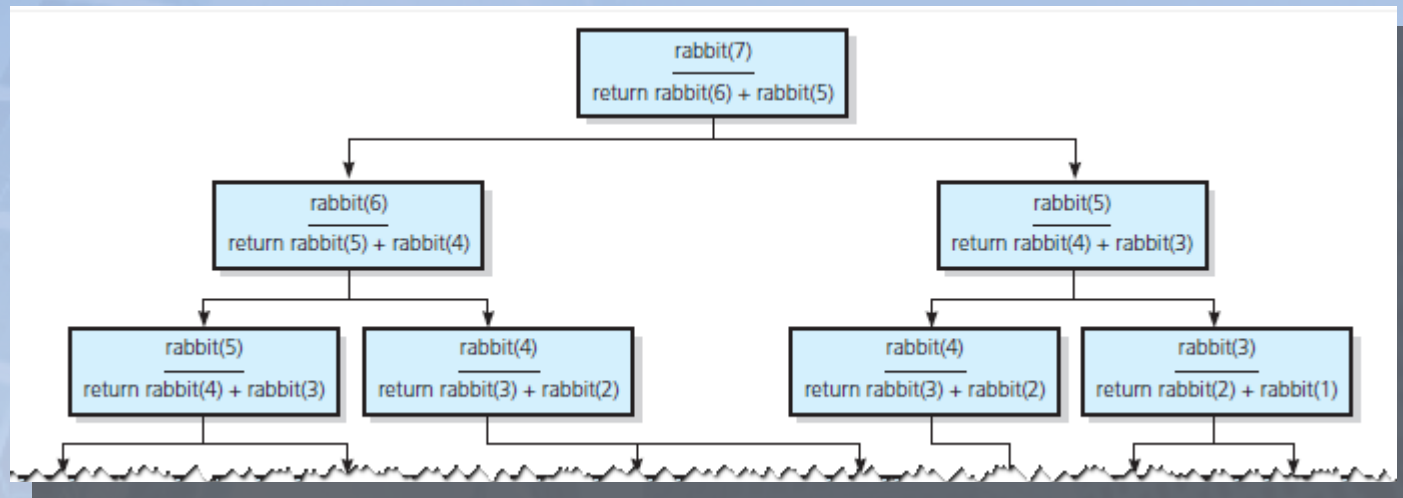 rabbit(7)
return rabbit(6) + rabbit(5)
rabbit(6)
return rabbit(5) + rabbit(4)
rabbit(5)
return rabbit(4) + rabbit(3)
rabbit(5)
return rabbit(4) + rabbit(3)
rabbit(4)
return rabbit(3) + rabbit(2)
rabbit(4)
return rabbit(3) + rabbit(2)
rabbit(3)
return rabbit(2) + rabbit(1)